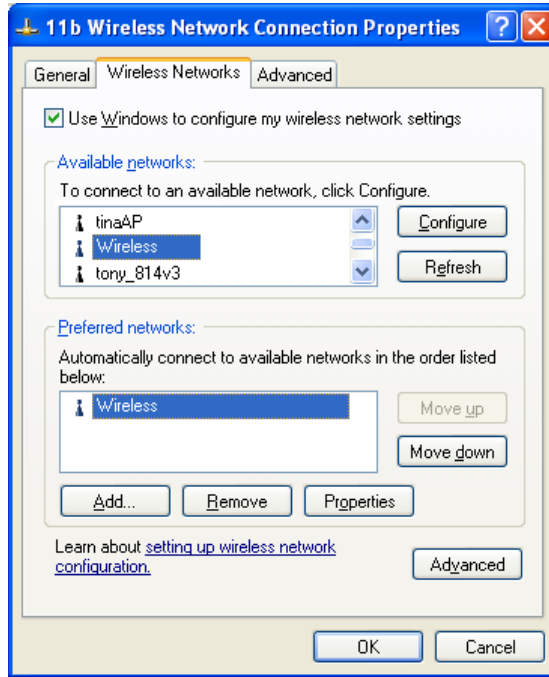 11b Wireless Network Connection Properties
General Wireless Networks Advanced
Use Windows to configure my wireless network settings
Available networks:
To connect to an available network, click Configure.
tinaAP
Wireless
tony_814v3
Configure
Refresh
Preferred networks:
Automatically connect to available networks in the order listed
below:
Wireless
Move up
Move down
Add... Remove Properties
Learn about setting up wireless network
configuration.
Advanced
OK Cancel